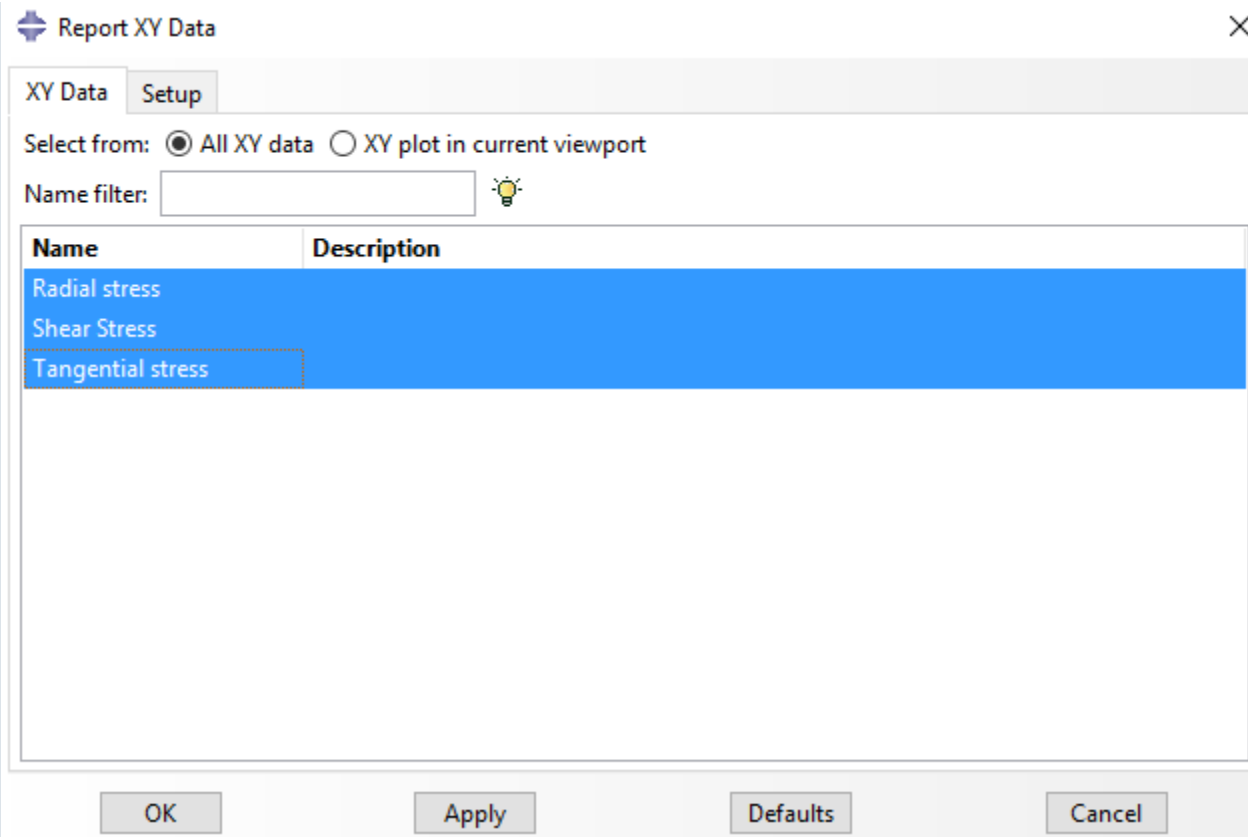 Report XY Data
XY Data Setup
Select from: All XY data XY plot in current viewport
Name filter:
Name Description
Radial stress
Shear Stress
Tangential stress
OK Apply Defaults Cancel